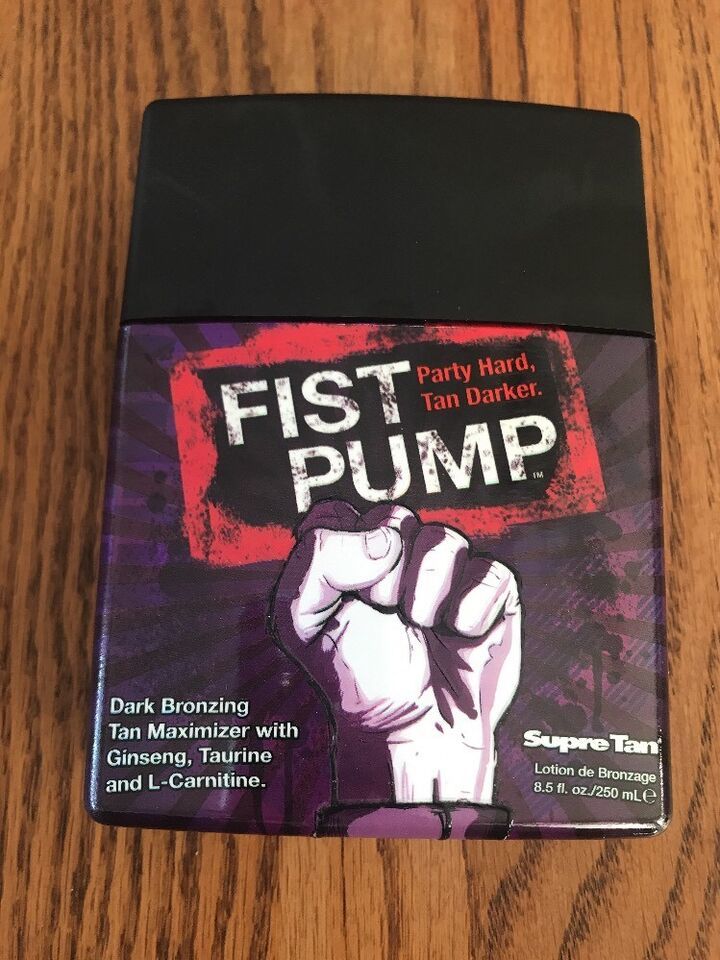 FIST
PUMP™
Party Hard,
Tan Darker.
Dark Bronzing
Tan Maximizer with
Ginseng, Taurine
and L-Carnitine.
Supre Tan
Lotion de Bronzage
8.5 fl. oz./250 mL℮